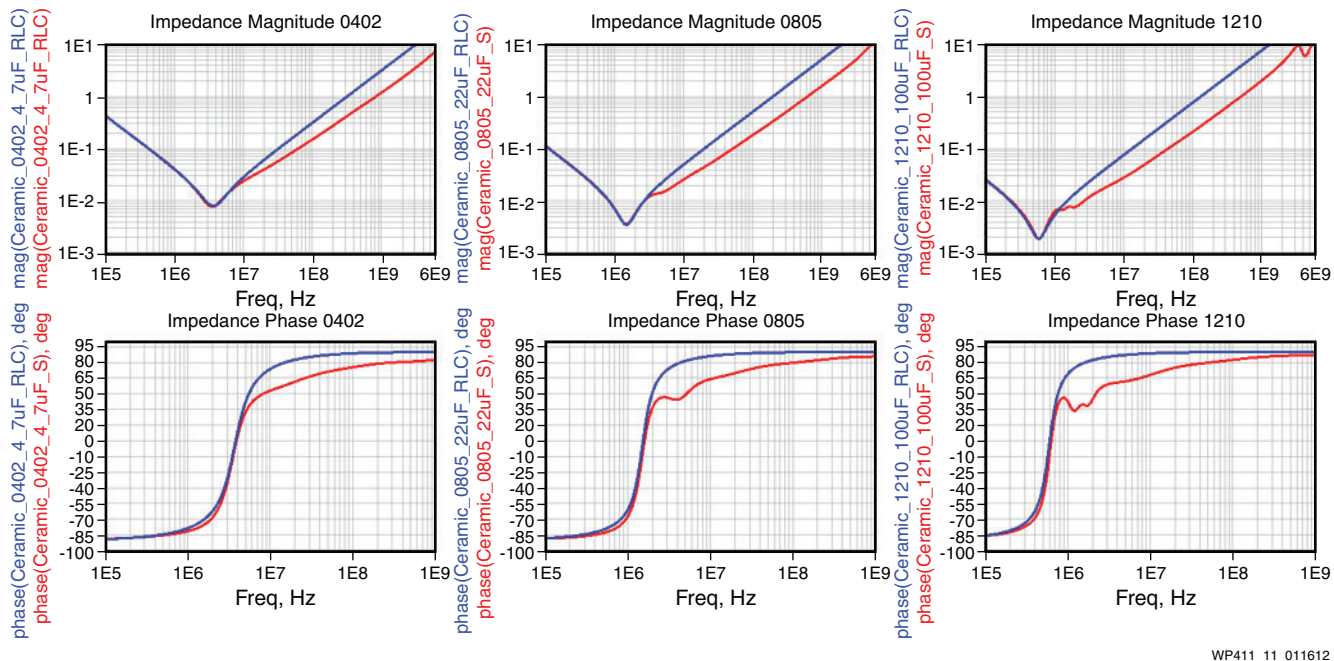 Impedance Magnitude 0402
mag(Ceramic_0402_4_7uF_RLC)
mag(Ceramic_0402_4_7uF_RLC)
1E1
1
1E-1
1E-2
1E-3
1E5 1E6 1E7 1E8 1E9 6E9
Freq, Hz
Impedance Magnitude 0805
mag(Ceramic_0805_22uF_RLC)
mag(Ceramic_0805_22uF_S)
1E1
1
1E-1
1E-2
1E-3
1E5 1E6 1E7 1E8 1E9 6E9
Freq, Hz
Impedance Magnitude 1210
mag(Ceramic_1210_100uF_RLC)
mag(Ceramic_1210_100uF_S)
1E1
1
1E-1
1E-2
1E-3
1E5 1E6 1E7 1E8 1E9 6E9
Freq, Hz
Impedance Phase 0402
phase(Ceramic_0402_4_7uF_RLC), deg
phase(Ceramic_0402_4_7uF_S), deg
95
80
65
50
35
20
0
-10
-25
-40
-55
-70
-85
-100
1E5 1E6 1E7 1E8 1E9
Freq, Hz
Impedance Phase 0805
phase(Ceramic_0805_22uF_RLC), deg
phase(Ceramic_0805_22uF_S), deg
95
80
65
50
35
20
0
-10
-25
-40
-55
-70
-85
-100
1E5 1E6 1E7 1E8 1E9
Freq, Hz
Impedance Phase 1210
phase(Ceramic_1210_100uF_RLC), deg
phase(Ceramic_1210_100uF_S), deg
95
80
65
50
35
20
0
-10
-25
-40
-55
-70
-85
-100
1E5 1E6 1E7 1E8 1E9
Freq, Hz
WP411_11_011612